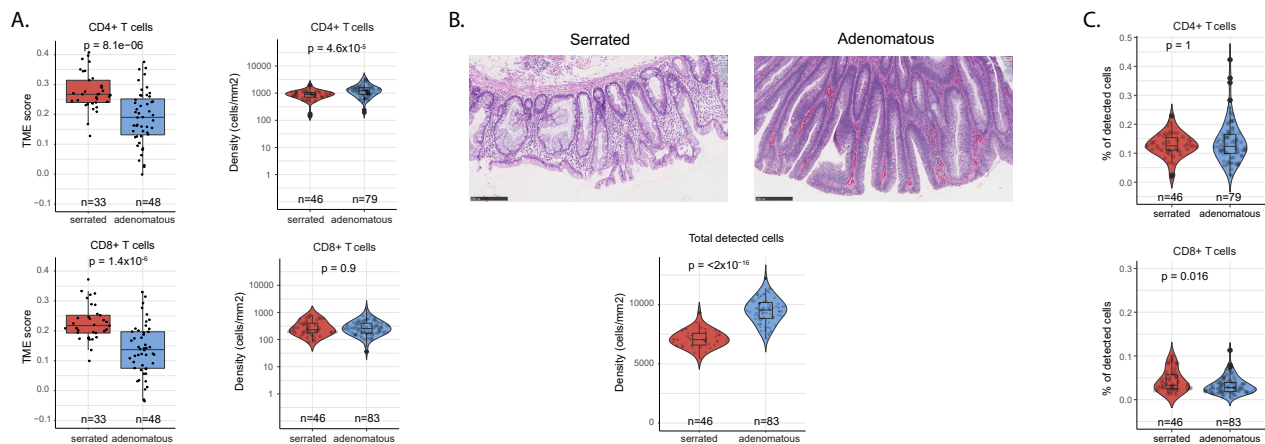 A.
CD4+ T cells
p = 8.1e−06
TME score
0.4
0.3
0.2
0.1
0.0
−0.1
n=33
n=48
serrated
adenomatous
CD4+ T cells
p = 4.6x10-5
Density (cells/mm2)
10000
1000
100
10
1
n=46
n=79
serrated
adenomatous
CD8+ T cells
p = 1.4x10-6
TME score
0.4
0.3
0.2
0.1
0.0
−0.1
n=33
n=48
serrated
adenomatous
CD8+ T cells
p = 0.9
Density (cells/mm2)
10000
1000
100
10
1
n=46
n=83
serrated
adenomatous
B.
Serrated
Adenomatous
Total detected cells
p = <2x10−16
Density (cells/mm2)
10000
5000
0
n=46
n=83
serrated
adenomatous
C.
CD4+ T cells
p = 1
% of detected cells
0.5
0.4
0.3
0.2
0.1
0.0
n=46
n=79
serrated
adenomatous
CD8+ T cells
p = 0.016
% of detected cells
0.3
0.2
0.1
0.0
n=46
n=83
serrated
adenomatous